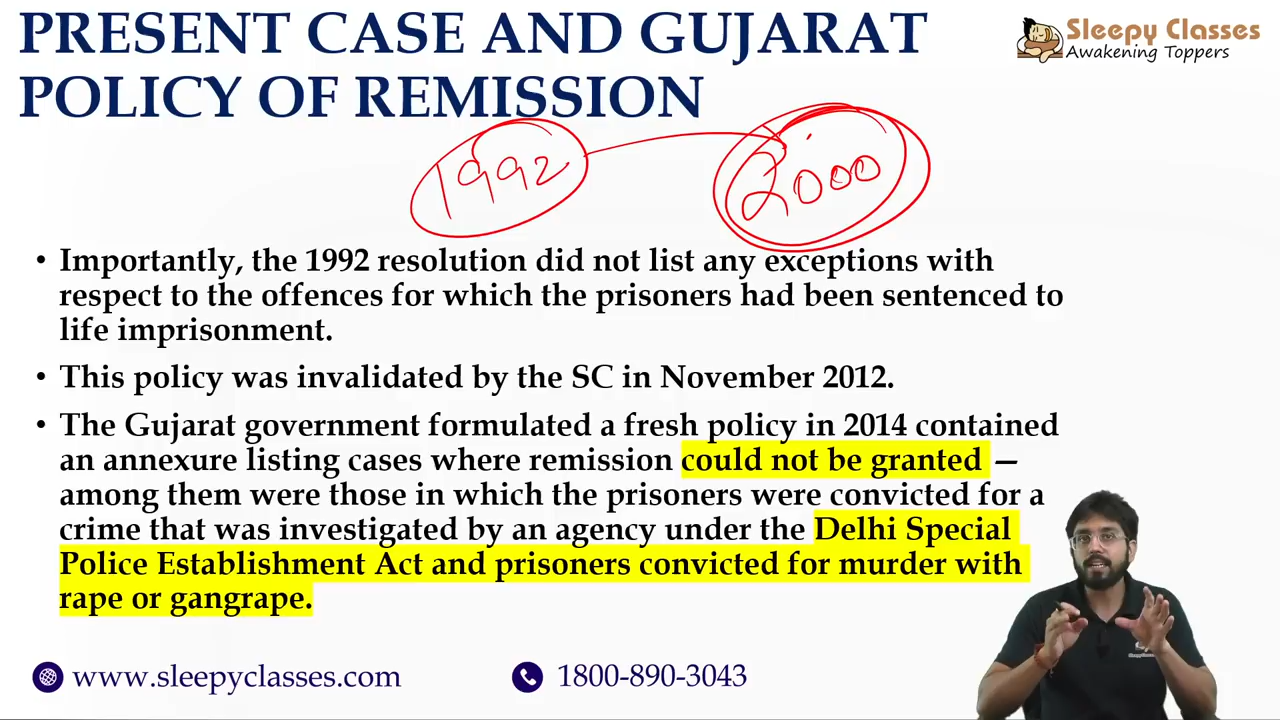 PRESENT CASE AND GUJARAT
POLICY OF REMISSION
Sleepy Classes
Awakening Toppers
1992
2000
• Importantly, the 1992 resolution did not list any exceptions with
respect to the offences for which the prisoners had been sentenced to
life imprisonment.
• This policy was invalidated by the SC in November 2012.
• The Gujarat government formulated a fresh policy in 2014 contained
an annexure listing cases where remission could not be granted —
among them were those in which the prisoners were convicted for a
crime that was investigated by an agency under the Delhi Special
Police Establishment Act and prisoners convicted for murder with
rape or gangrape.
www.sleepyclasses.com
1800-890-3043